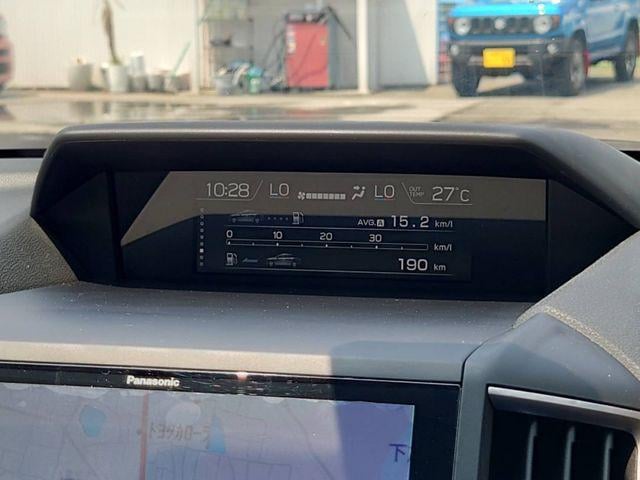 10:28 LO LO OUT TEMP 27°C
AVG. A 15.2 km/l
0 10 20 30 km/l
190 km
Panasonic
トヨタカローラ